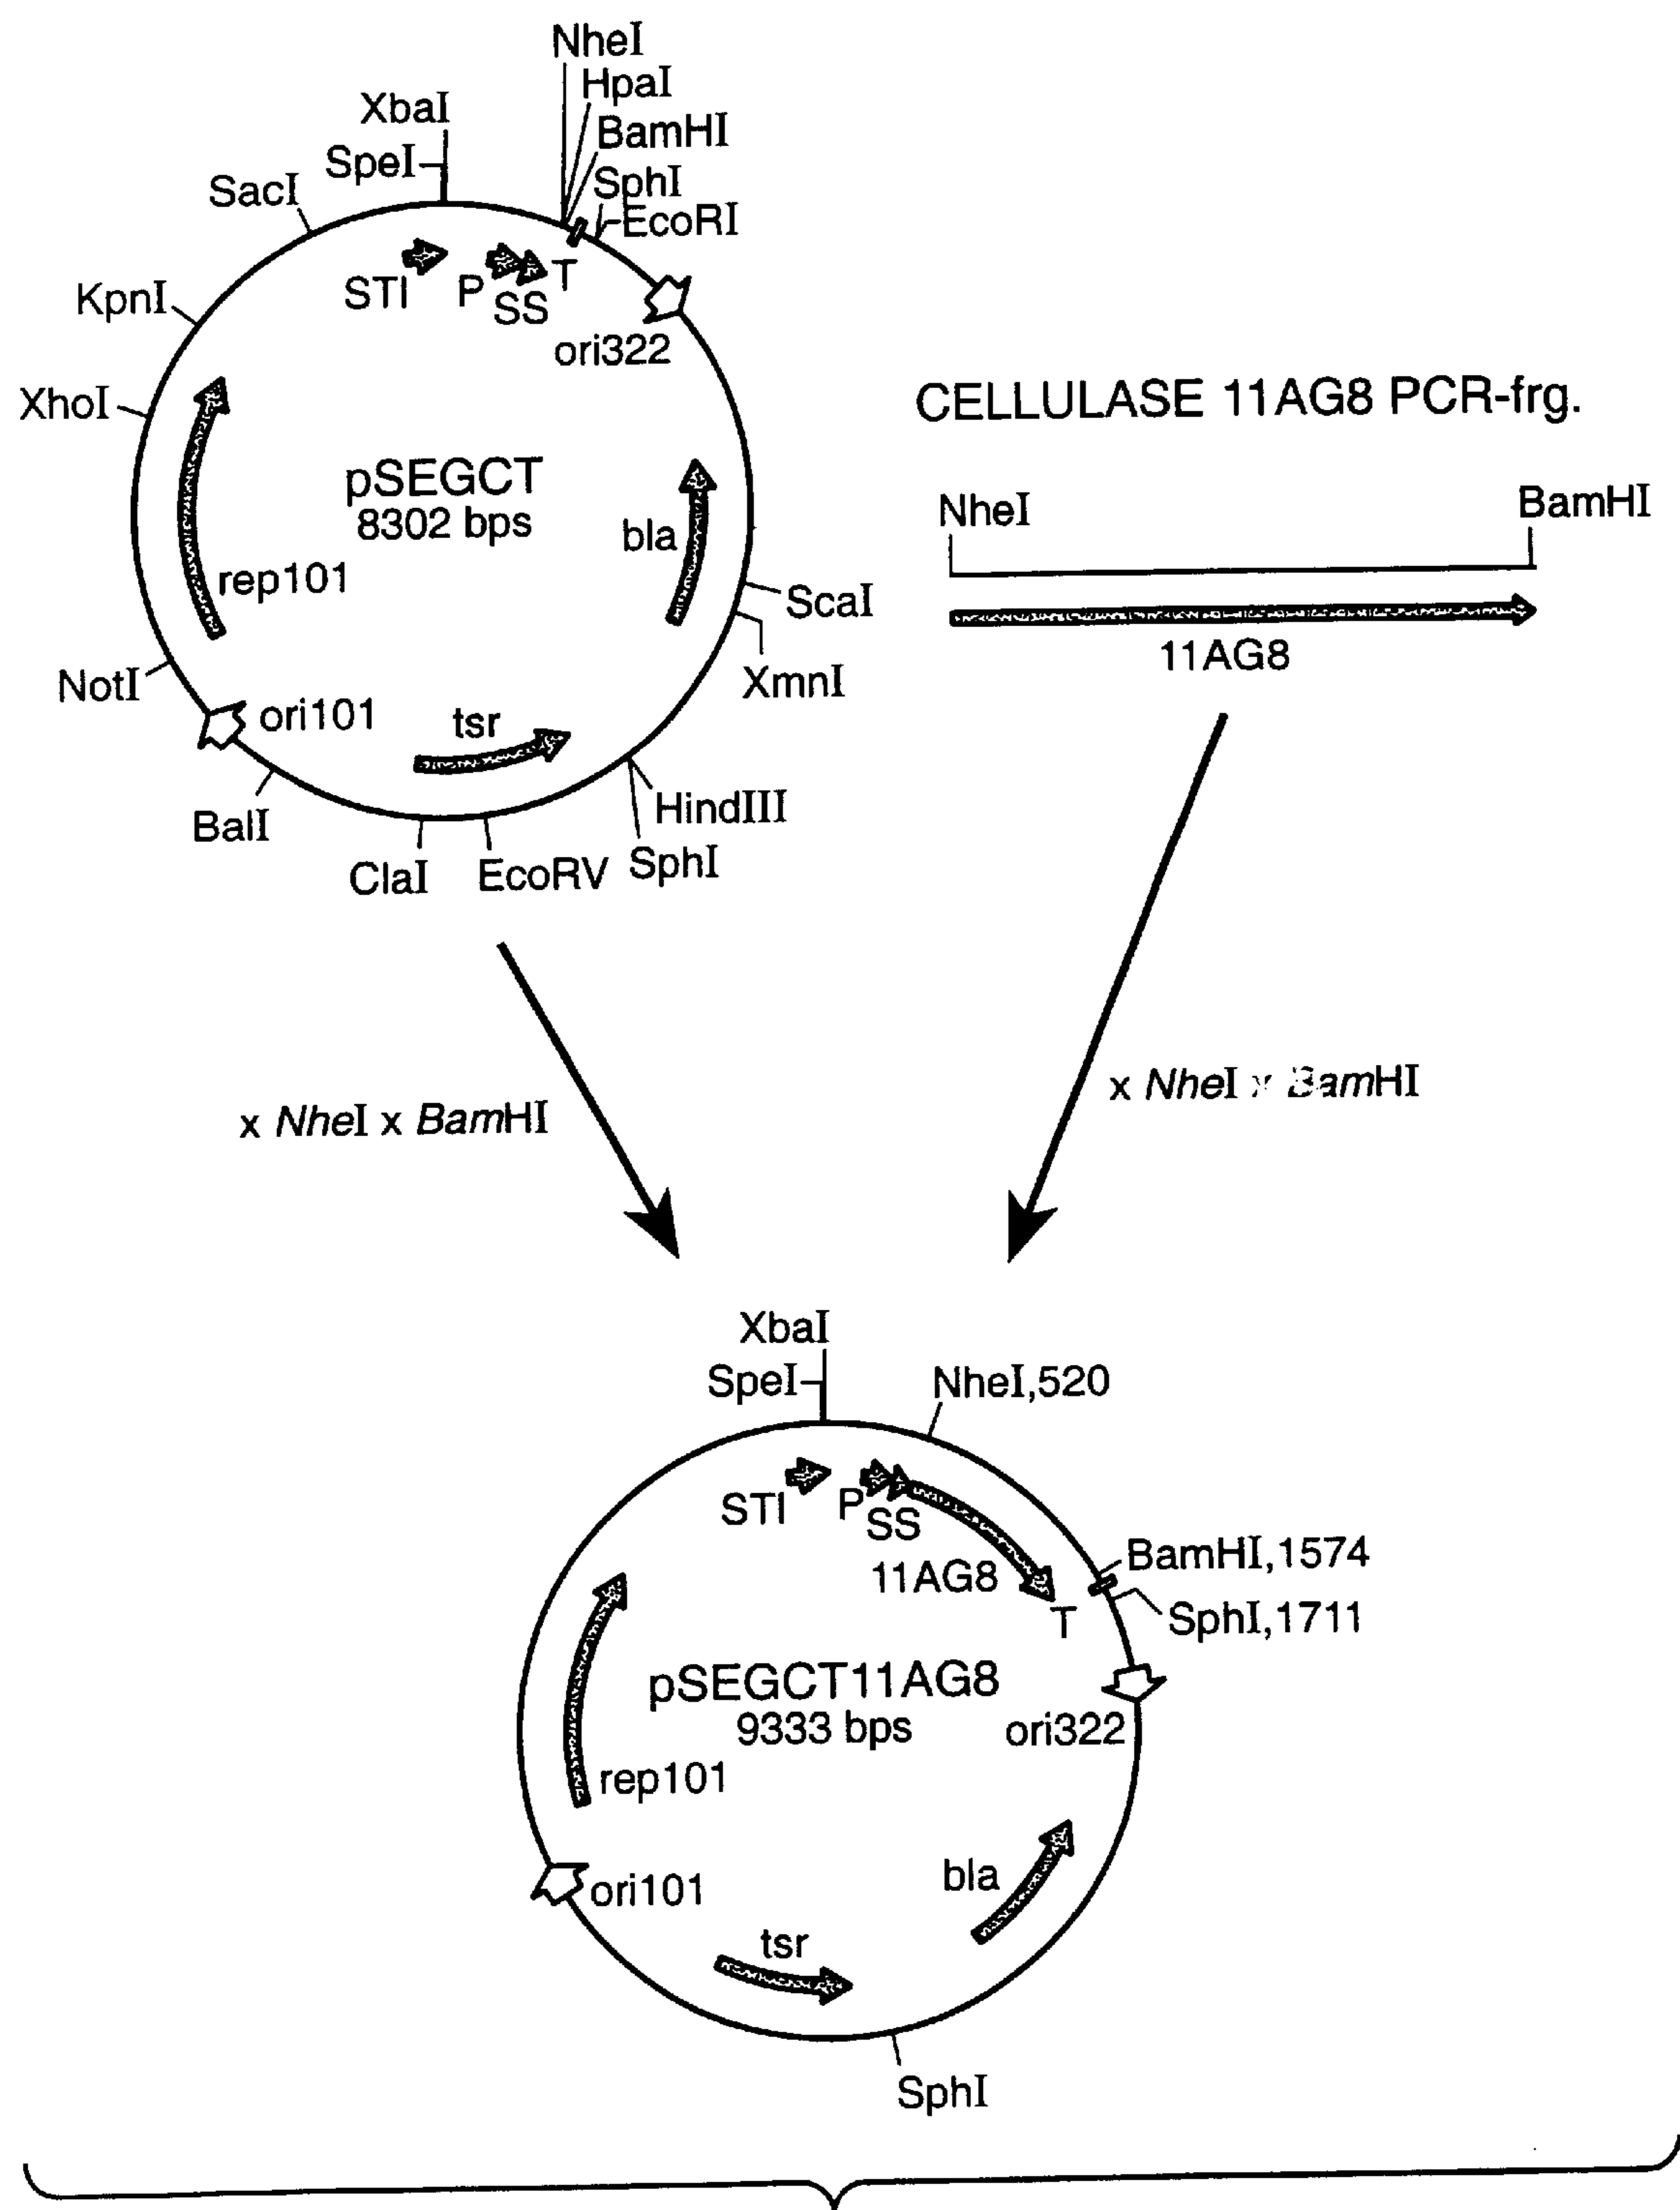 NheI
HpaI
XbaI
BamHI
SpeI
SphI
SacI
EcoRI
STI
P
SS
T
KpnI
ori322
XhoI
CELLULASE 11AG8 PCR-frg.
pSEGCT
8302 bps
NheI
BamHI
bla
rep101
ScaI
11AG8
NotI
XmnI
ori101
tsr
HindIII
BalI
ClaI
EcoRV
SphI
x NheI x BamHI
x NheI x BamHI
XbaI
SpeI
NheI,520
STI
P
SS
BamHI,1574
11AG8
T
SphI,1711
pSEGCT11AG8
9333 bps
ori322
rep101
bla
ori101
tsr
SphI